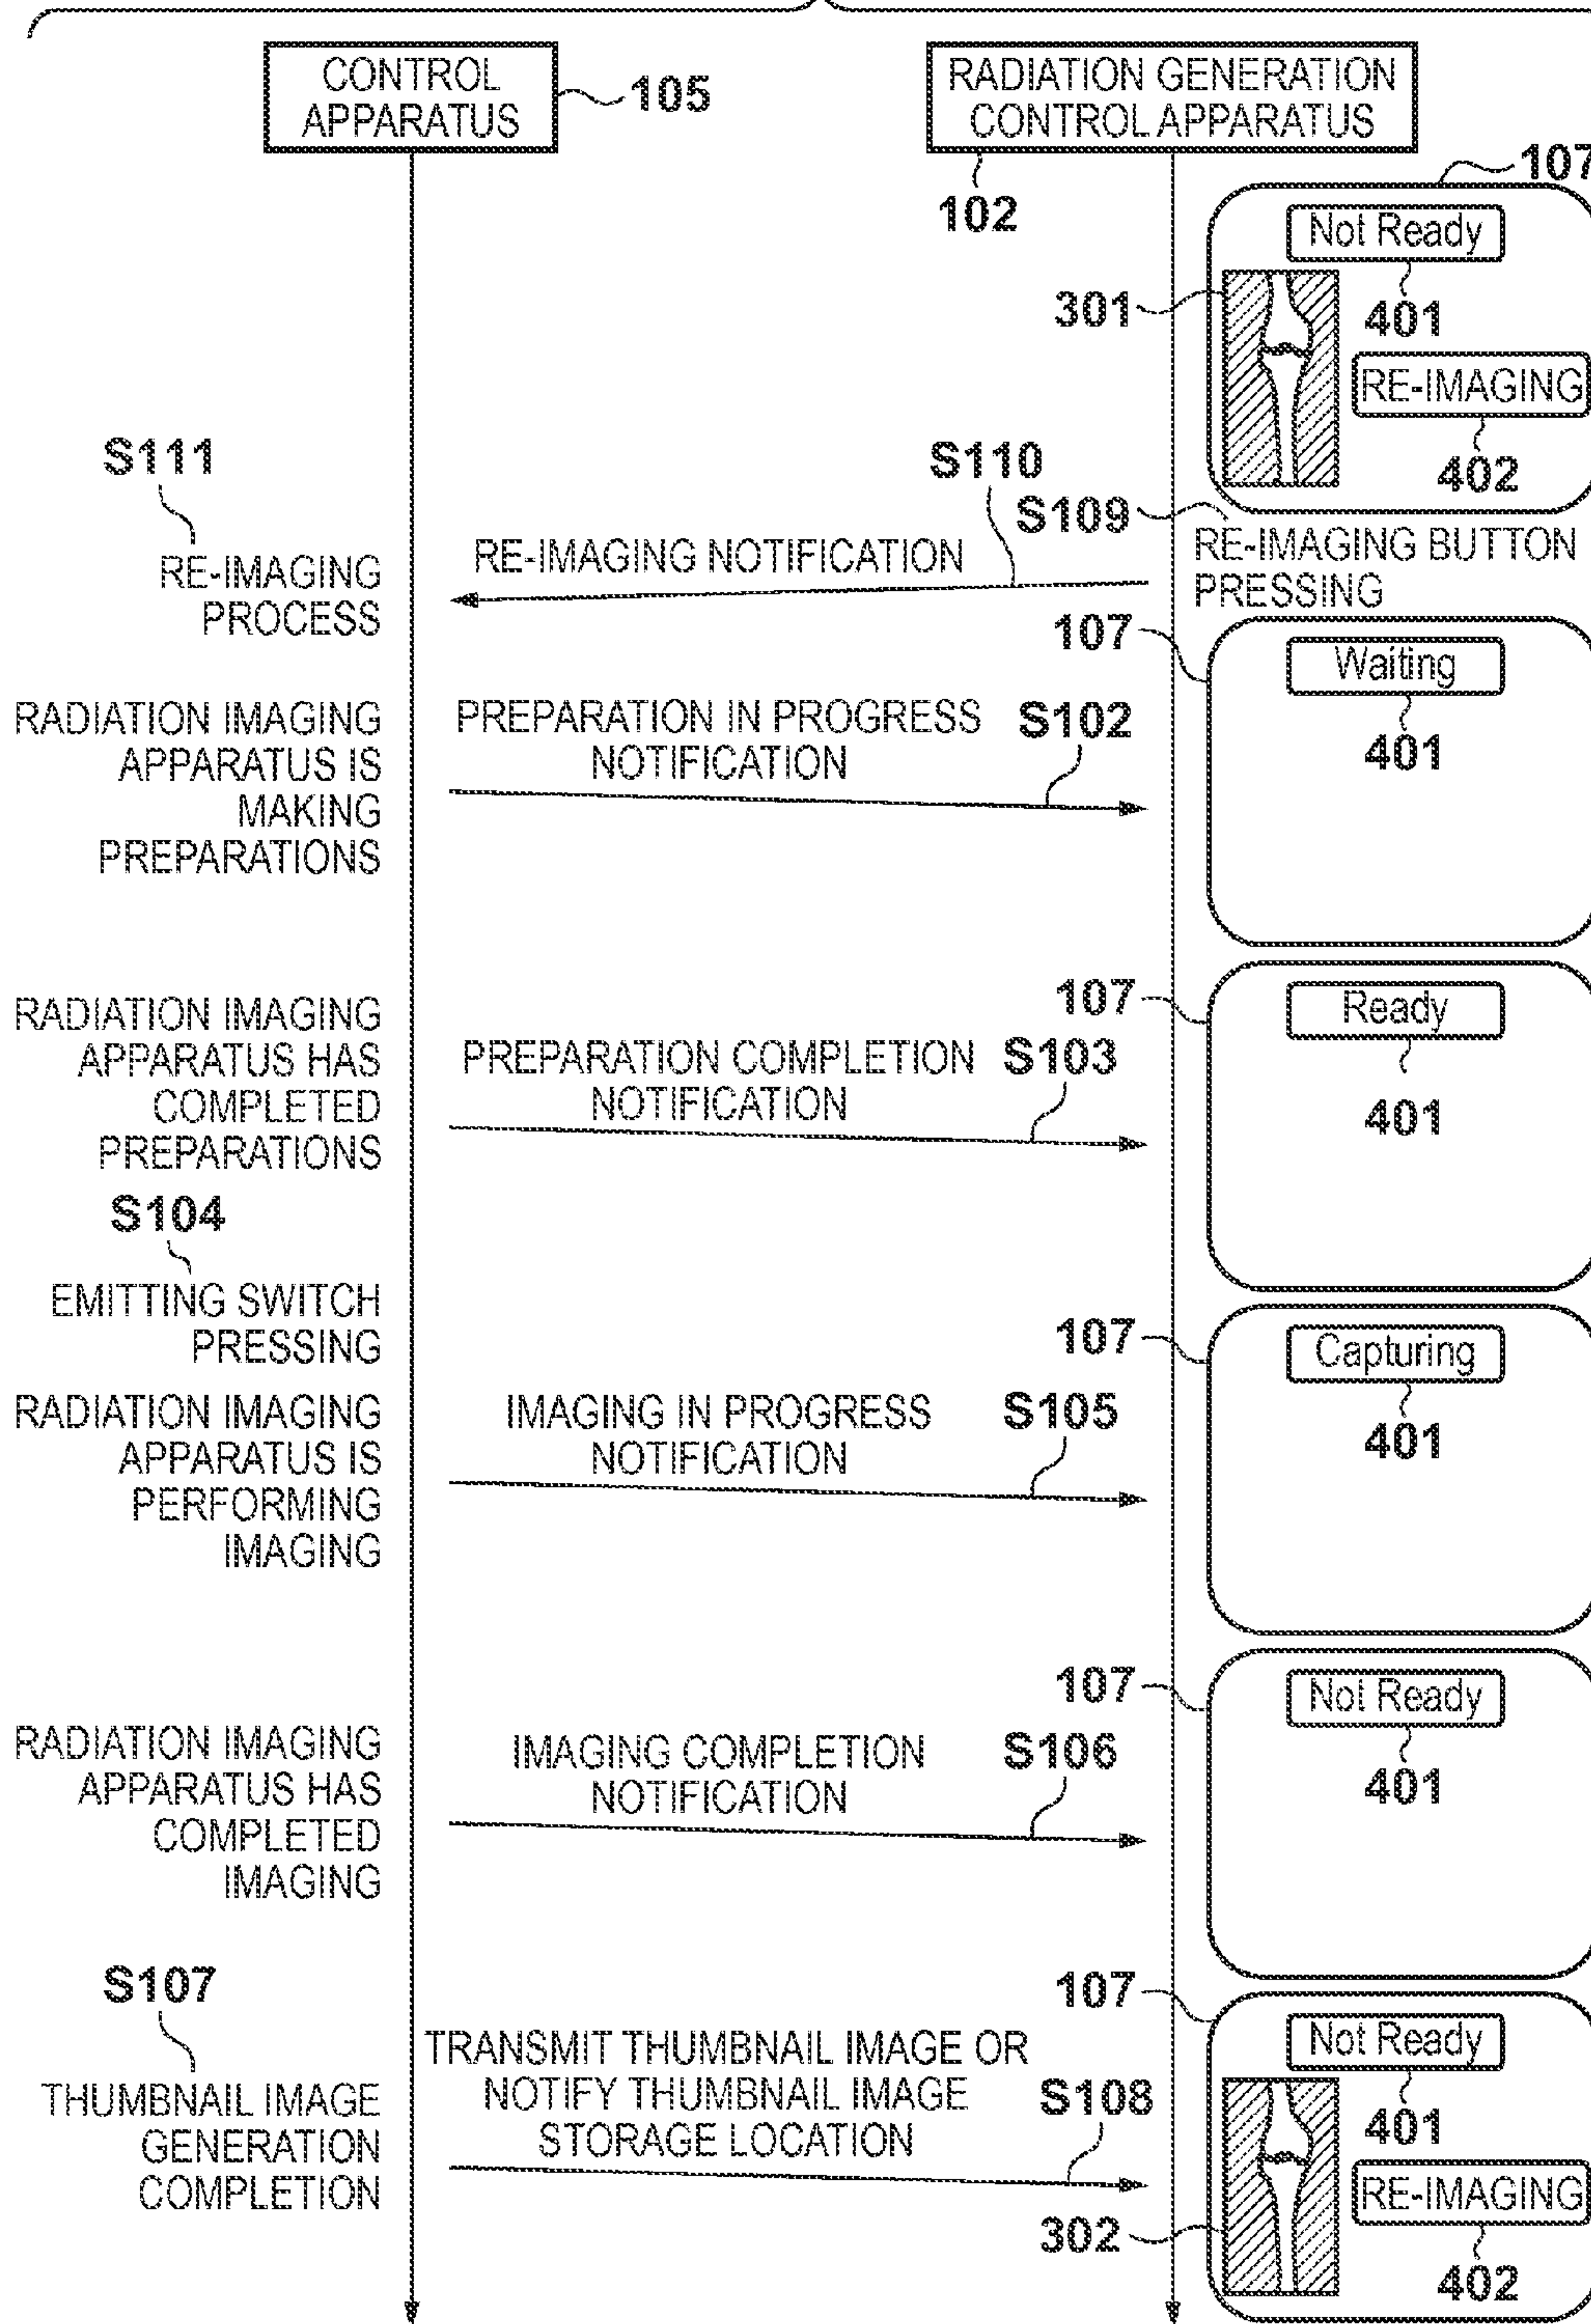 CONTROL
APPARATUS
105
RADIATION GENERATION
CONTROL APPARATUS
102
107
Not Ready
401
301
RE-IMAGING
402
S111
RE-IMAGING
PROCESS
S110
RE-IMAGING NOTIFICATION
S109
RE-IMAGING BUTTON
PRESSING
107
Waiting
401
RADIATION IMAGING
APPARATUS IS
MAKING
PREPARATIONS
PREPARATION IN PROGRESS
NOTIFICATION
S102
107
Ready
401
RADIATION IMAGING
APPARATUS HAS
COMPLETED
PREPARATIONS
PREPARATION COMPLETION
NOTIFICATION
S103
S104
EMITTING SWITCH
PRESSING
107
Capturing
401
RADIATION IMAGING
APPARATUS IS
PERFORMING
IMAGING
IMAGING IN PROGRESS
NOTIFICATION
S105
107
Not Ready
401
RADIATION IMAGING
APPARATUS HAS
COMPLETED
IMAGING
IMAGING COMPLETION
NOTIFICATION
S106
S107
THUMBNAIL IMAGE
GENERATION
COMPLETION
TRANSMIT THUMBNAIL IMAGE OR
NOTIFY THUMBNAIL IMAGE
STORAGE LOCATION
S108
107
Not Ready
401
302
RE-IMAGING
402